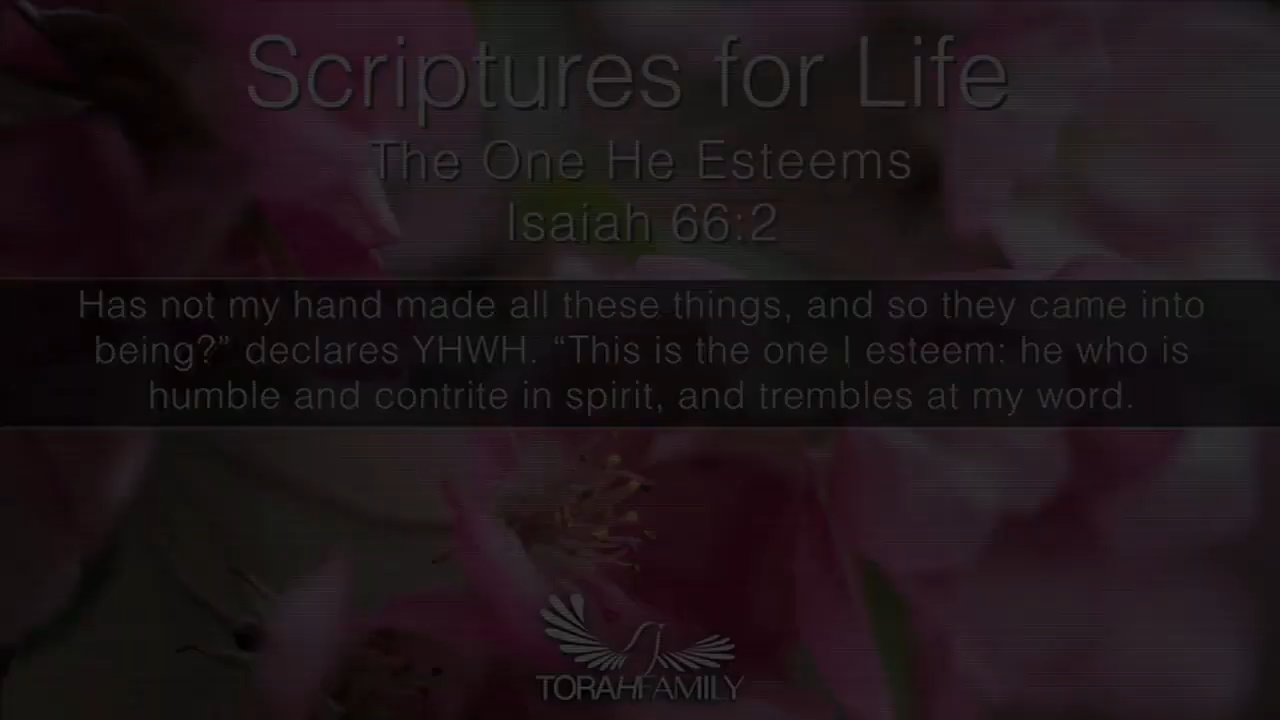 Scriptures for Life
The One He Esteems
Isaiah 66:2
Has not my hand made all these things, and so they came into
being?” declares YHWH. “This is the one I esteem: he who is
humble and contrite in spirit, and trembles at my word.
TORAHFAMILY